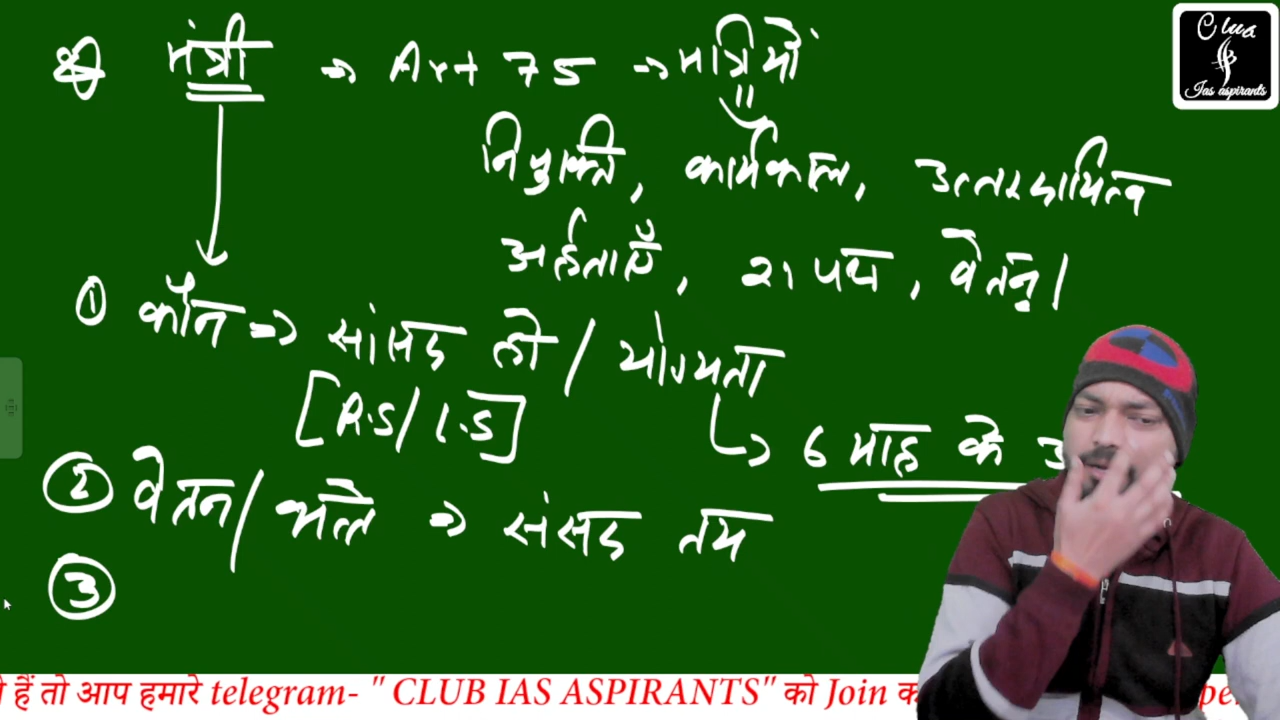 मंत्री ⇒ Art 75 → मंत्रियों
नियुक्ति, कार्यकाल, उत्तरदायित्व
अर्हताएँ, शपथ, वेतन।
① कौन ⇒ सांसद हो / योग्यता
[R.S/L.S]
↳ 6 माह के
② वेतन/भत्ते ⇒ संसद तय
③
हैं तो आप हमारे telegram- " CLUB IAS ASPIRANTS" को Join
Club
Ias aspirants